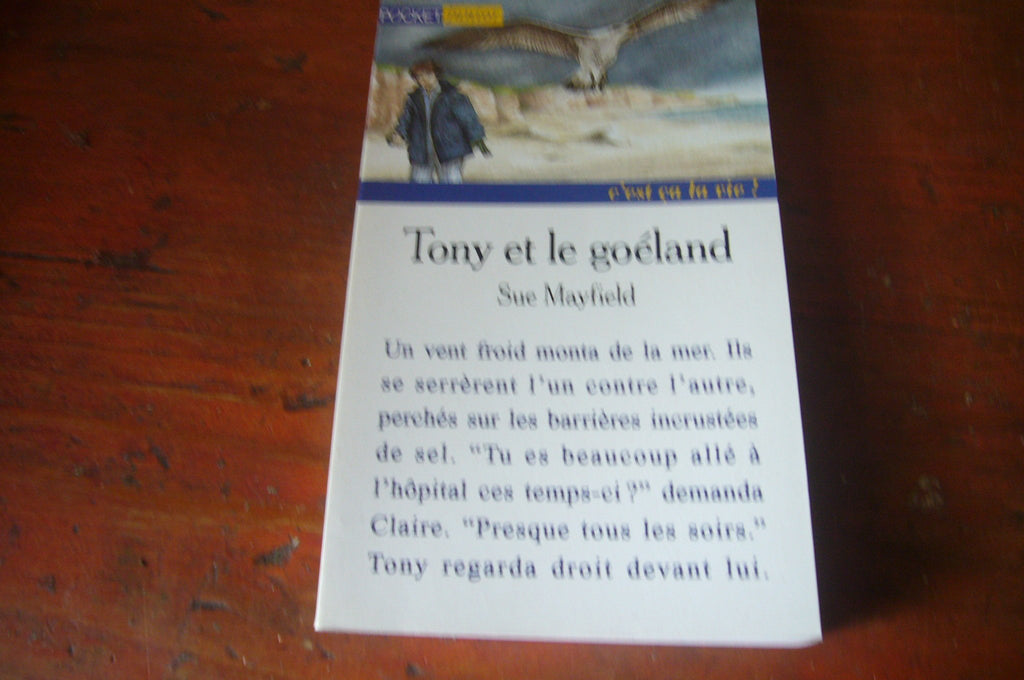 POCKET
c'est ça la vie !
Tony et le goéland
Sue Mayfield
Un vent froid monta de la mer. Ils
se serrèrent l'un contre l'autre,
perchés sur les barrières incrustées
de sel. "Tu es beaucoup allé à
l'hôpital ces temps-ci ?" demanda
Claire. "Presque tous les soirs."
Tony regarda droit devant lui.